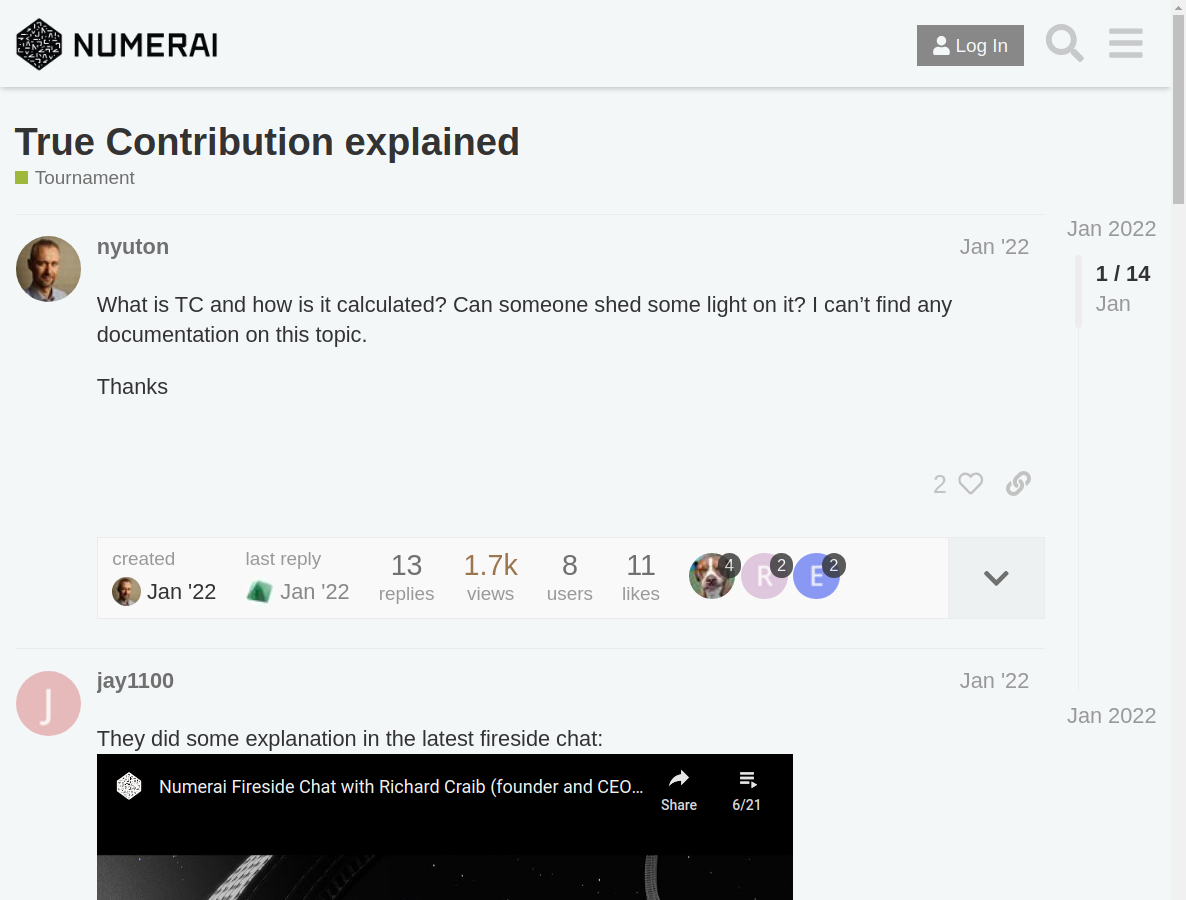 NUMERAI
Log In
True Contribution explained
Tournament
Jan 2022
nyuton
Jan '22
1 / 14
Jan
What is TC and how is it calculated? Can someone shed some light on it? I can’t find any
documentation on this topic.
Thanks
2
created
Jan '22
last reply
Jan '22
13
replies
1.7k
views
8
users
11
likes
4
R
2
E
2
J
jay1100
Jan '22
Jan 2022
They did some explanation in the latest fireside chat:
Numerai Fireside Chat with Richard Craib (founder and CEO...
Share
6/21